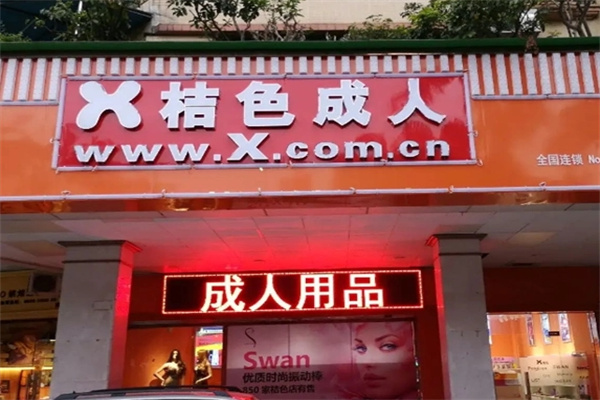 X 桔色成人
www.X.com.cn
全国连锁 No
成人用品
S
Swan
优质时尚振动棒
850家桔色店有售